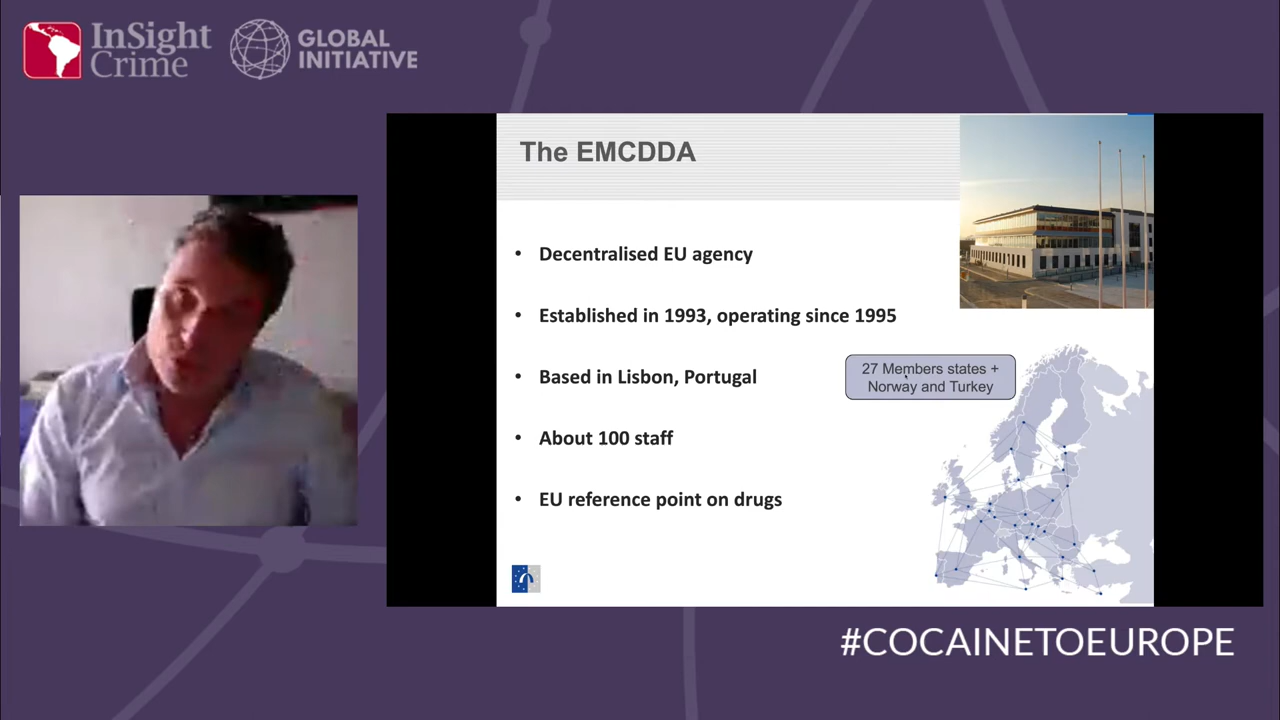 InSight
Crime
GLOBAL
INITIATIVE
The EMCDDA
• Decentralised EU agency
• Established in 1993, operating since 1995
• Based in Lisbon, Portugal
• About 100 staff
• EU reference point on drugs
27 Members states +
Norway and Turkey
#COCAINETOEUROPE